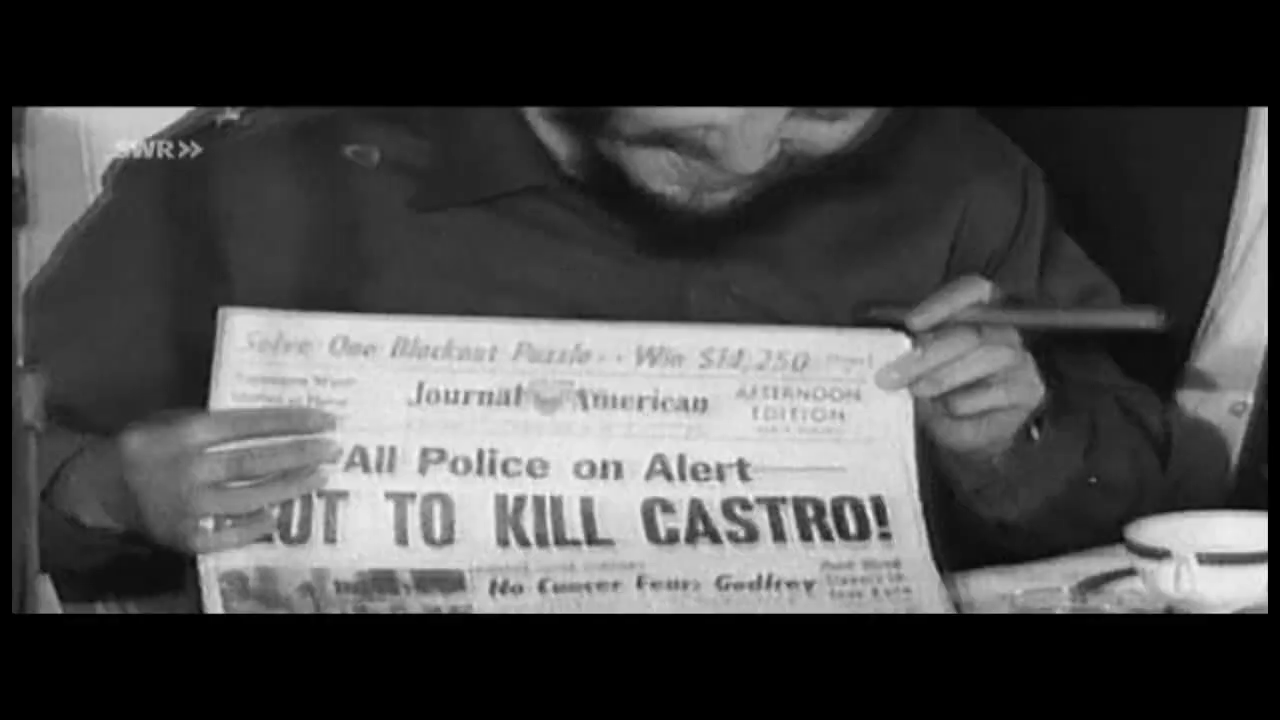 SWR>>
Solve One Blackout Puzzle - - Win $14,250
Journal American
AFTERNOON
EDITION
All Police on Alert
LOT TO KILL CASTRO!
No Cancer Fear: Godfrey